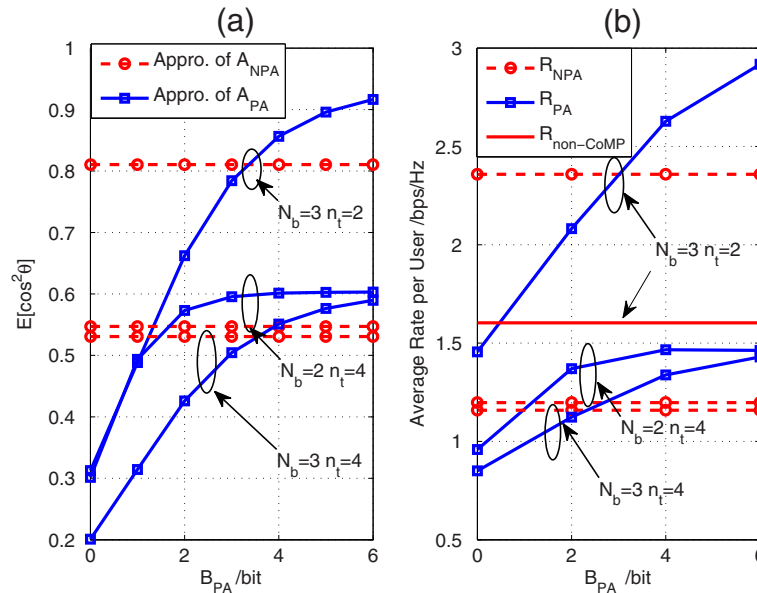 (a)
(b)
1
0.9
0.8
0.7
0.6
0.5
0.4
0.3
0.2
0
2
4
6
E[cos²θ]
B_PA /bit
Appro. of A_NPA
Appro. of A_PA
N_b=3 n_t=2
N_b=2 n_t=4
N_b=3 n_t=4
3
2.5
2
1.5
1
0.5
0
2
4
6
Average Rate per User /bps/Hz
B_PA /bit
R_NPA
R_PA
R_non−CoMP
N_b=3 n_t=2
N_b=2 n_t=4
N_b=3 n_t=4